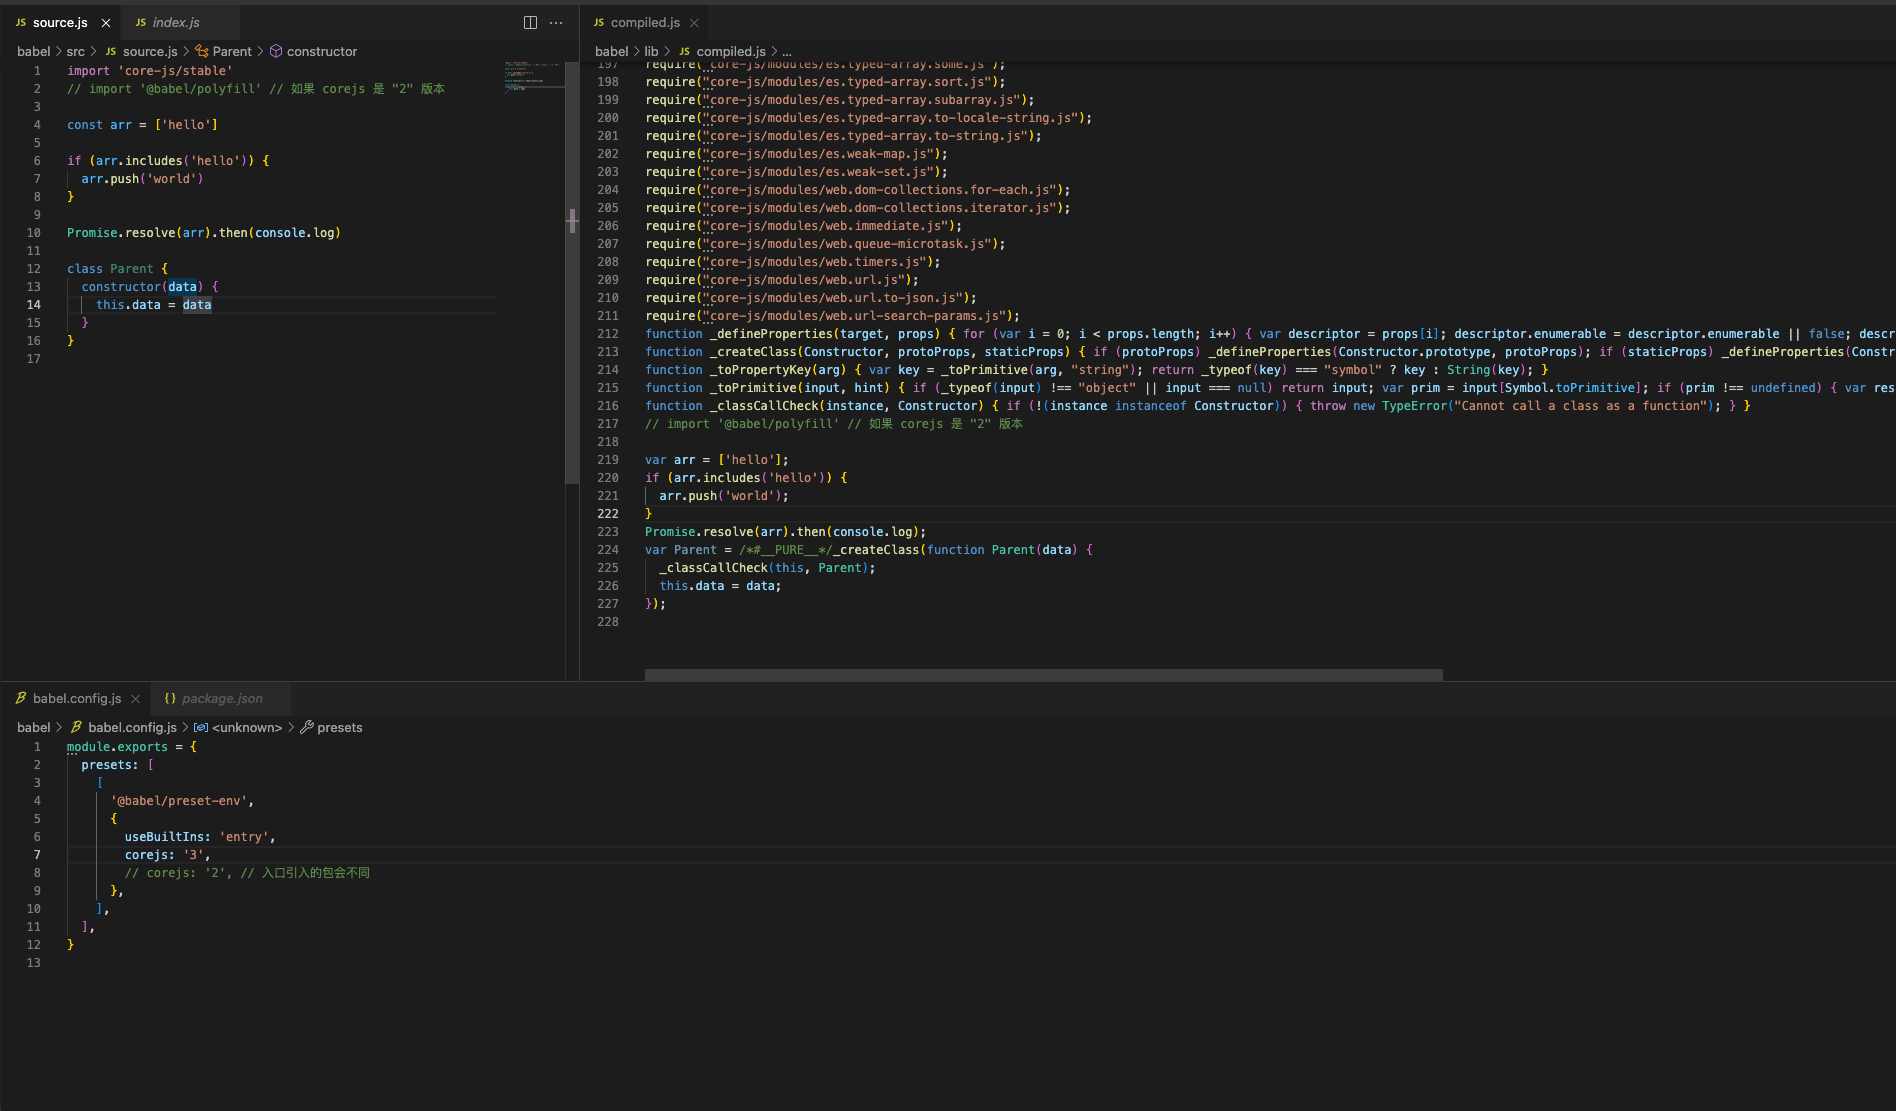 source.js
index.js
babel > src > JS source.js > Parent > constructor
1 import 'core-js/stable'
2 // import '@babel/polyfill' // 如果 corejs 是 "2" 版本
3
4 const arr = ['hello']
5
6 if (arr.includes('hello')) {
7 arr.push('world')
8 }
9
10 Promise.resolve(arr).then(console.log)
11
12 class Parent {
13 constructor(data) {
14 this.data = data
15 }
16 }
17
JS compiled.js
babel > lib > JS compiled.js > ...
197 require("core-js/modules/es.typed-array.some.js");
198 require("core-js/modules/es.typed-array.sort.js");
199 require("core-js/modules/es.typed-array.subarray.js");
200 require("core-js/modules/es.typed-array.to-locale-string.js");
201 require("core-js/modules/es.typed-array.to-string.js");
202 require("core-js/modules/es.weak-map.js");
203 require("core-js/modules/es.weak-set.js");
204 require("core-js/modules/web.dom-collections.for-each.js");
205 require("core-js/modules/web.dom-collections.iterator.js");
206 require("core-js/modules/web.immediate.js");
207 require("core-js/modules/web.queue-microtask.js");
208 require("core-js/modules/web.timers.js");
209 require("core-js/modules/web.url.js");
210 require("core-js/modules/web.url.to-json.js");
211 require("core-js/modules/web.url-search-params.js");
212 function _defineProperties(target, props) { for (var i = 0; i < props.length; i++) { var descriptor = props[i]; descriptor.enumerable = descriptor.enumerable || false; descr
213 function _createClass(Constructor, protoProps, staticProps) { if (protoProps) _defineProperties(Constructor.prototype, protoProps); if (staticProps) _defineProperties(Constr
214 function _toPropertyKey(arg) { var key = _toPrimitive(arg, "string"); return _typeof(key) === "symbol" ? key : String(key); }
215 function _toPrimitive(input, hint) { if (_typeof(input) !== "object" || input === null) return input; var prim = input[Symbol.toPrimitive]; if (prim !== undefined) { var res
216 function _classCallCheck(instance, Constructor) { if (!(instance instanceof Constructor)) { throw new TypeError("Cannot call a class as a function"); } }
217 // import '@babel/polyfill' // 如果 corejs 是 "2" 版本
218
219 var arr = ['hello'];
220 if (arr.includes('hello')) {
221 arr.push('world');
222 }
223 Promise.resolve(arr).then(console.log);
224 var Parent = /*#__PURE__*/_createClass(function Parent(data) {
225 _classCallCheck(this, Parent);
226 this.data = data;
227 });
228
babel.config.js
{} package.json
babel > babel.config.js > <unknown> > presets
1 module.exports = {
2 presets: [
3 [
4 '@babel/preset-env',
5 {
6 useBuiltIns: 'entry',
7 corejs: '3',
8 // corejs: '2', // 入口引入的包会不同
9 },
10 ],
11 ],
12 }
13